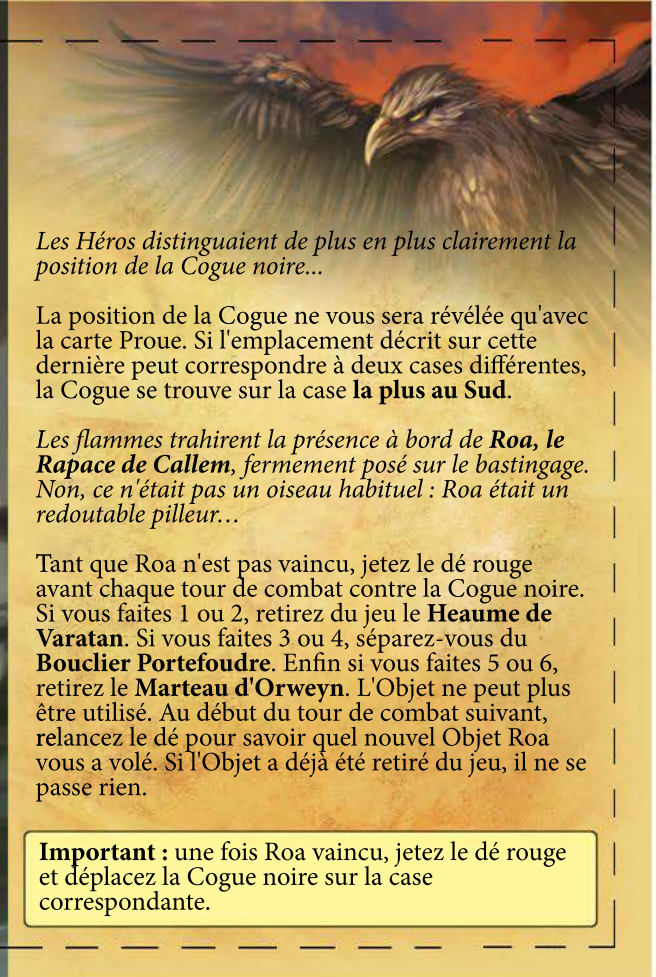 Les Héros distinguaient de plus en plus clairement la
position de la Cogue noire...
La position de la Cogue ne vous sera révélée qu'avec
la carte Proue. Si l'emplacement décrit sur cette
dernière peut correspondre à deux cases différentes,
la Cogue se trouve sur la case la plus au Sud.
Les flammes trahirent la présence à bord de Roa, le
Rapace de Callem, fermement posé sur le bastingage.
Non, ce n'était pas un oiseau habituel : Roa était un
redoutable pilleur…
Tant que Roa n'est pas vaincu, jetez le dé rouge
avant chaque tour de combat contre la Cogue noire.
Si vous faites 1 ou 2, retirez du jeu le Heaume de
Varatan. Si vous faites 3 ou 4, séparez-vous du
Bouclier Portefoudre. Enfin si vous faites 5 ou 6,
retirez le Marteau d'Orweyn. L'Objet ne peut plus
être utilisé. Au début du tour de combat suivant,
relancez le dé pour savoir quel nouvel Objet Roa
vous a volé. Si l'Objet a déjà été retiré du jeu, il ne se
passe rien.
Important : une fois Roa vaincu, jetez le dé rouge
et déplacez la Cogue noire sur la case
correspondante.